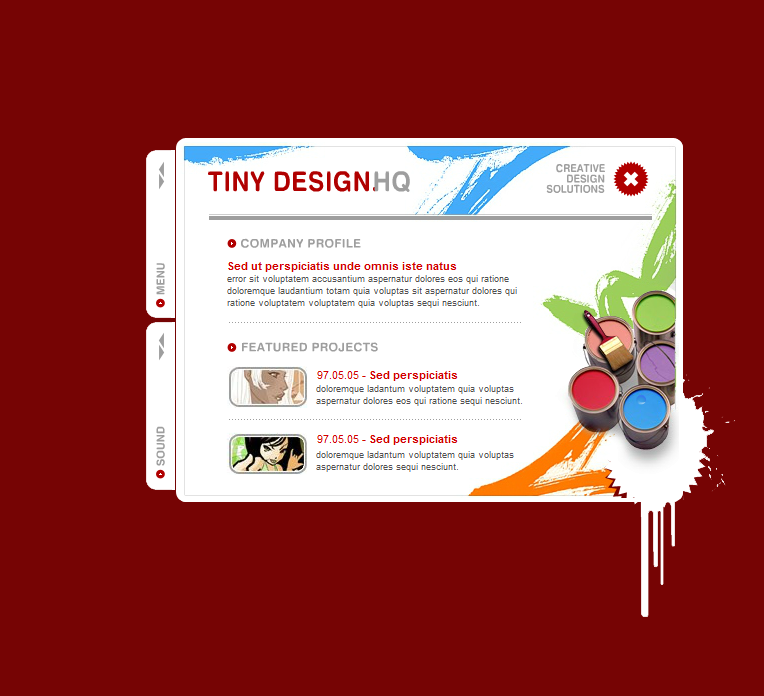 TINY DESIGN.HQ
CREATIVE
DESIGN
SOLUTIONS
MENU
SOUND
COMPANY PROFILE
Sed ut perspiciatis unde omnis iste natus
error sit voluptatem accusantium aspernatur dolores eos qui ratione
doloremque laudantium totam quia voluptas sit aspernatur dolores qui
ratione voluptatem voluptatem quia voluptas sequi nesciunt.
FEATURED PROJECTS
97.05.05 - Sed perspiciatis
doloremque ladantum voluptatem quia voluptas
aspernatur dolores eos qui ratione sequi nesciunt.
97.05.05 - Sed perspiciatis
doloremque ladantum voluptatem quia voluptas
aspernatur dolores sequi nesciunt.